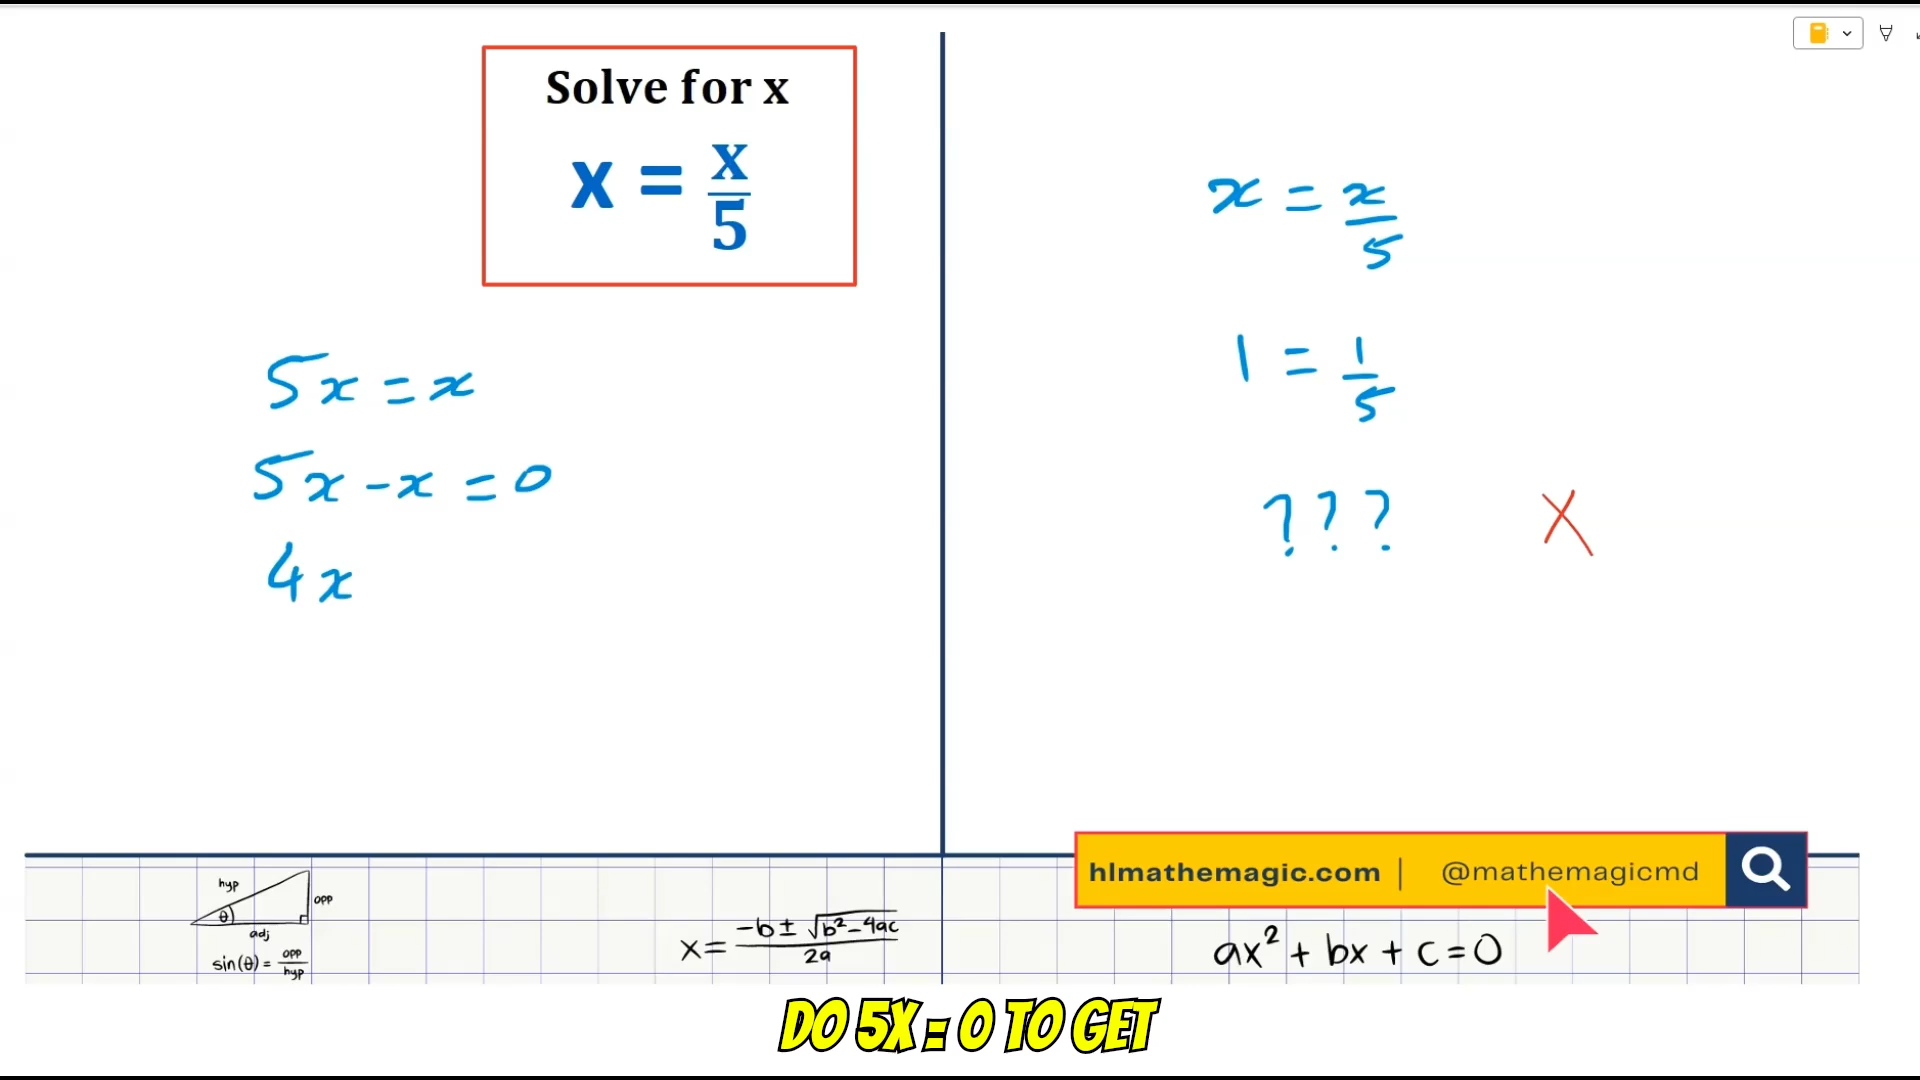 Solve for x
x = x/5
5x = x
5x - x = 0
4x
x = x/5
1 = 1/5
? ? ?
X
hlmathemagic.com | @mathemagicmd
hyp
opp
θ
adj
sin(θ) = opp/hyp
x = -b ± √b² - 4ac / 2a
ax² + bx + c = 0
DO 5X = 0 TO GET